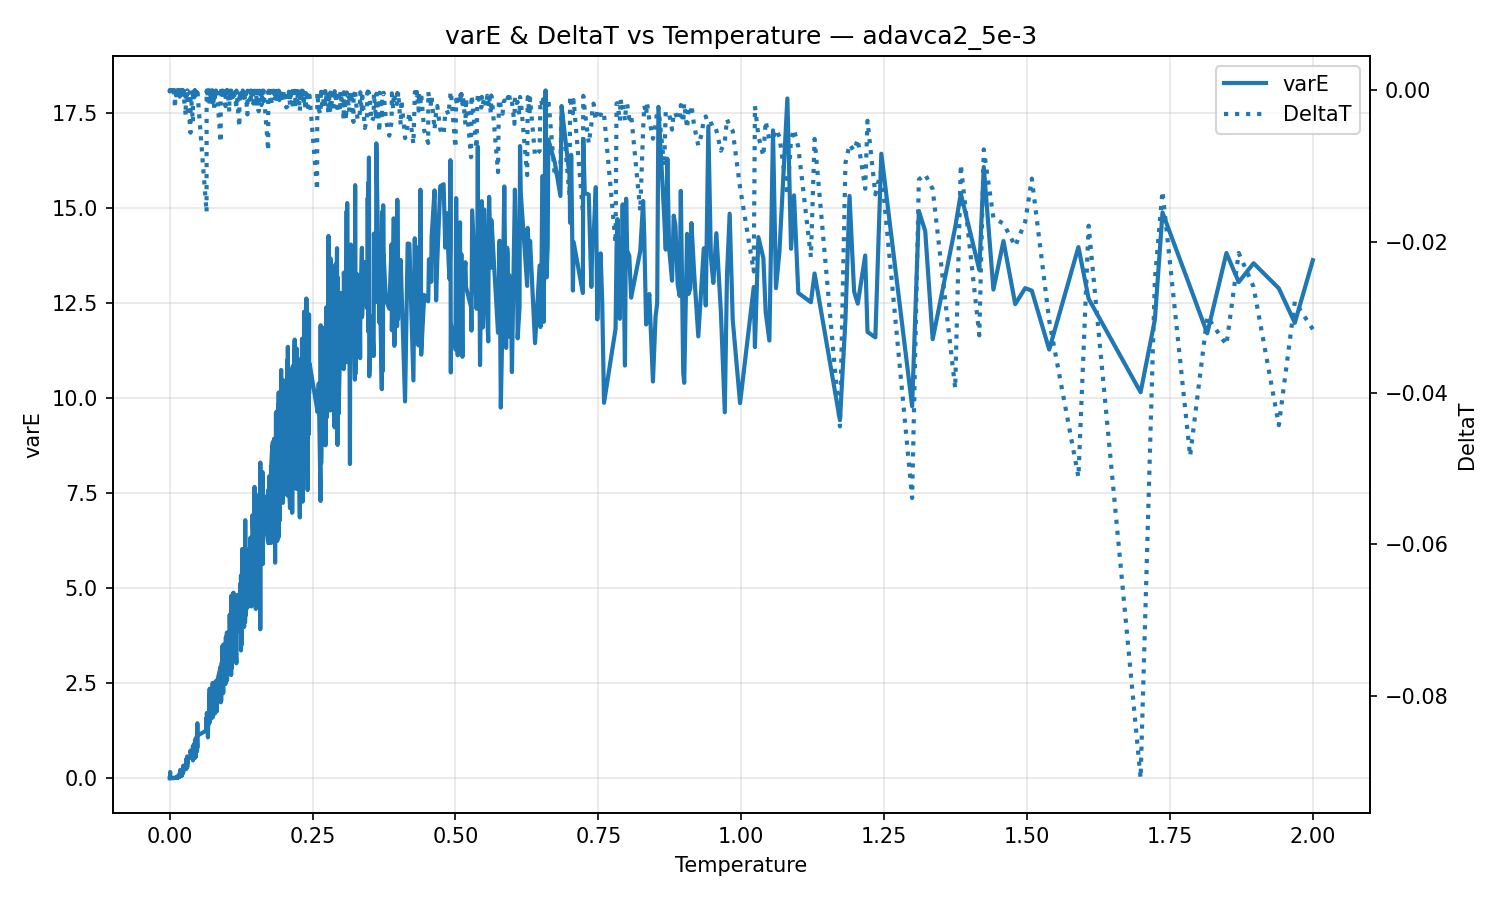 varE & DeltaT vs Temperature — adavca2_5e-3
varE
DeltaT
17.5
15.0
12.5
10.0
7.5
5.0
2.5
0.0
varE
0.00
−0.02
−0.04
−0.06
−0.08
DeltaT
0.00 0.25 0.50 0.75 1.00 1.25 1.50 1.75 2.00
Temperature